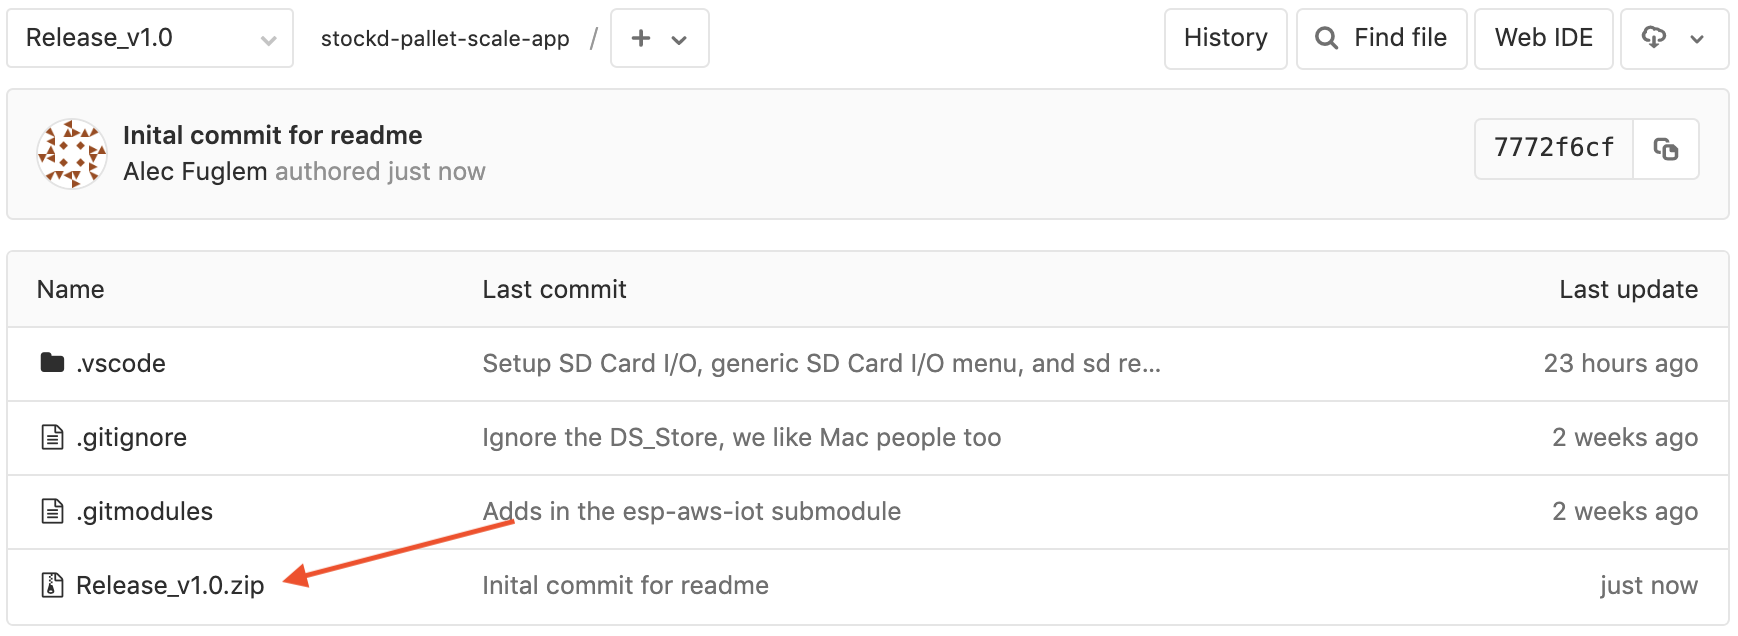 Release_v1.0 stockd-pallet-scale-app / + History Find file Web IDE
Inital commit for readme
Alec Fuglem authored just now
7772f6cf
Name Last commit Last update
.vscode Setup SD Card I/O, generic SD Card I/O menu, and sd re... 23 hours ago
.gitignore Ignore the DS_Store, we like Mac people too 2 weeks ago
.gitmodules Adds in the esp-aws-iot submodule 2 weeks ago
Release_v1.0.zip Inital commit for readme just now